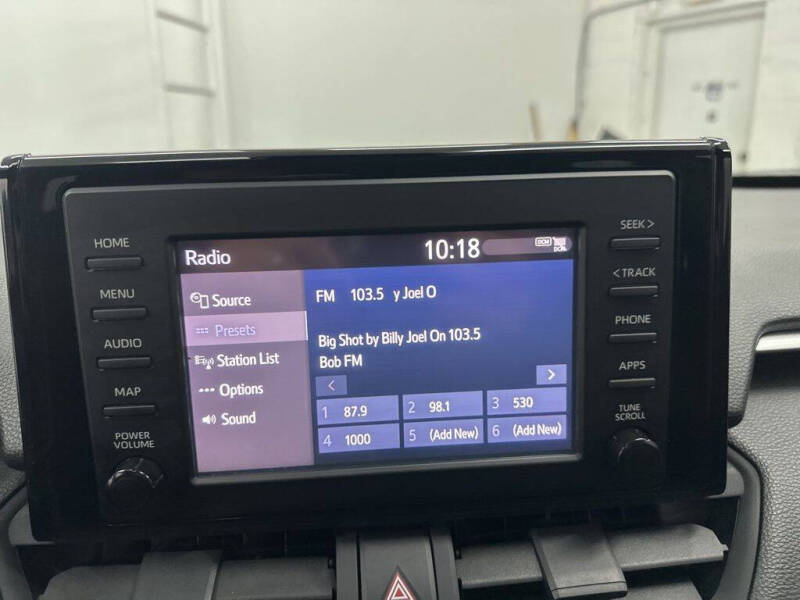 HOME
MENU
AUDIO
MAP
POWER
VOLUME
Radio 10:18 DCM
DCM
Source
Presets
Station List
Options
Sound
FM 103.5 y Joel O
Big Shot by Billy Joel On 103.5
Bob FM
< >
1 87.9 2 98.1 3 530
4 1000 5 (Add New) 6 (Add New)
SEEK >
< TRACK
PHONE
APPS
TUNE
SCROLL